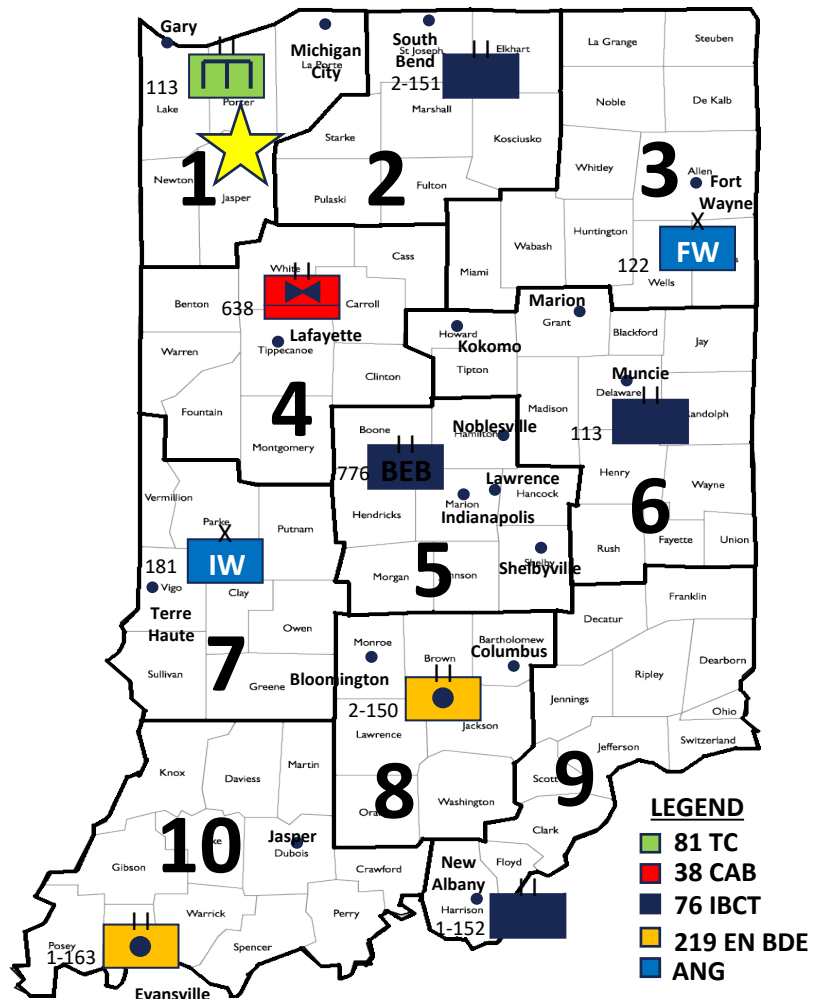 Gary
Michigan
City
La Porte
South
Bend
St Joseph
Elkhart
2-151
La Grange
Steuben
113
Lake
Porter
Marshall
Noble
De Kalb
Starke
Kosciusko
1
2
3
Whitley
Allen
Fort
Wayne
Newton
Jasper
Pulaski
Fulton
X
FW
122
Wells
Huntington
Wabash
Miami
White
Cass
638
Carroll
Benton
Lafayette
Tippecanoe
Marion
Grant
Howard
Kokomo
Blackford
Jay
Warren
Tipton
Clinton
Muncie
Delaware
4
Fountain
Montgomery
Madison
113
Randolph
Boone
Hamilton
Noblesville
776
BEB
Lawrence
Hancock
Marion
Indianapolis
Henry
Wayne
6
Vermillion
Parke
X
Putnam
Hendricks
5
Shelby
Shelbyville
Rush
Fayette
Union
181
IW
Vigo
Clay
Morgan
Johnson
Terre
Haute
Owen
7
Franklin
Decatur
Monroe
Brown
Bartholomew
Columbus
Sullivan
Greene
Bloomington
Ripley
Dearborn
2-150
Lawrence
Jackson
Jennings
Ohio
Switzerland
Jefferson
Knox
Daviess
Martin
8
Scott
9
Orange
Washington
10
Jasper
Dubois
Clark
Gibson
Crawford
New
Albany
Floyd
Harrison
1-152
Posey
1-163
Warrick
Spencer
Perry
Evansville
LEGEND
81 TC
38 CAB
76 IBCT
219 EN BDE
ANG